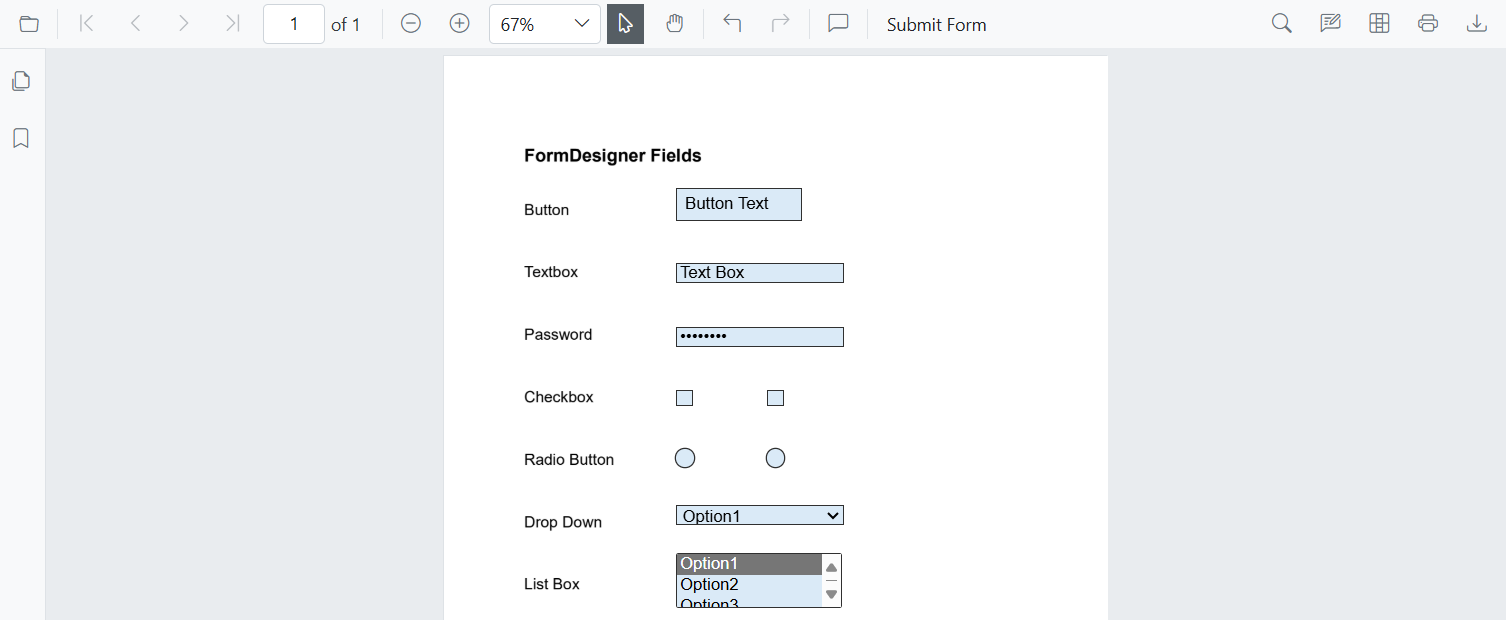 1 of 1 67% Submit Form
FormDesigner Fields
Button Button Text
Textbox Text Box
Password ••••••••
Checkbox
Radio Button
Drop Down Option1
Option1
List Box Option2
Option3